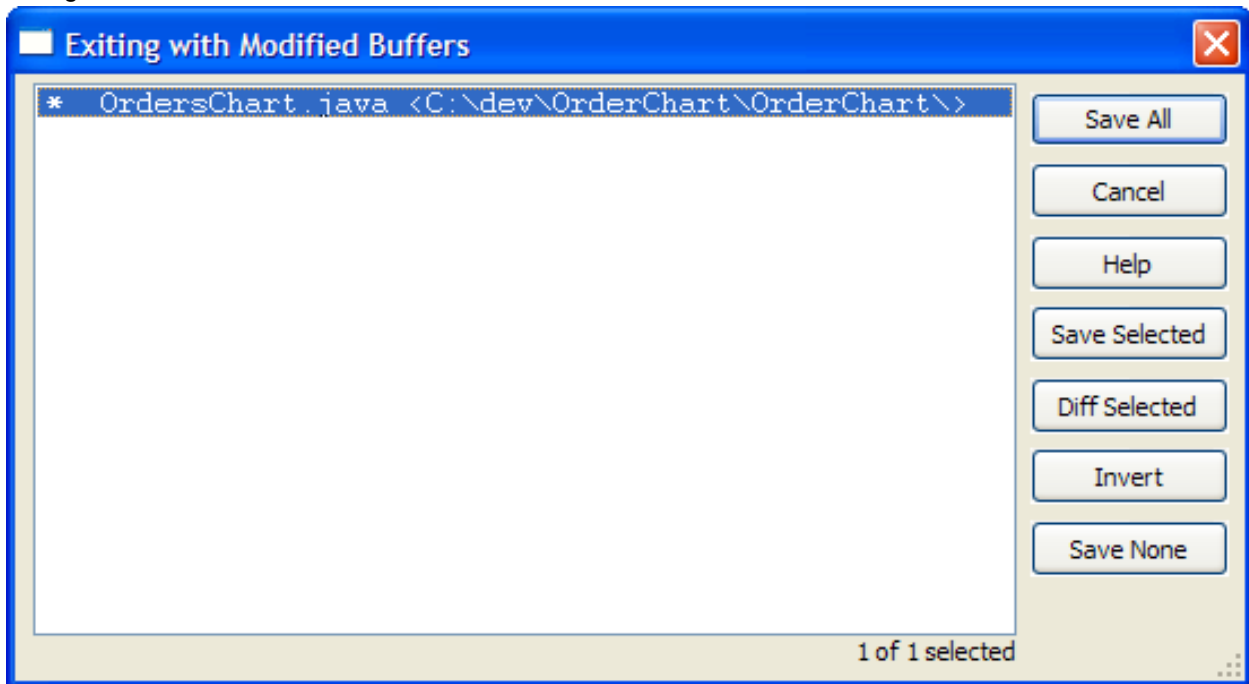 Exiting with Modified Buffers
* OrdersChart.java <C:\dev\OrderChart\OrderChart\>
Save All
Cancel
Help
Save Selected
Diff Selected
Invert
Save None
1 of 1 selected